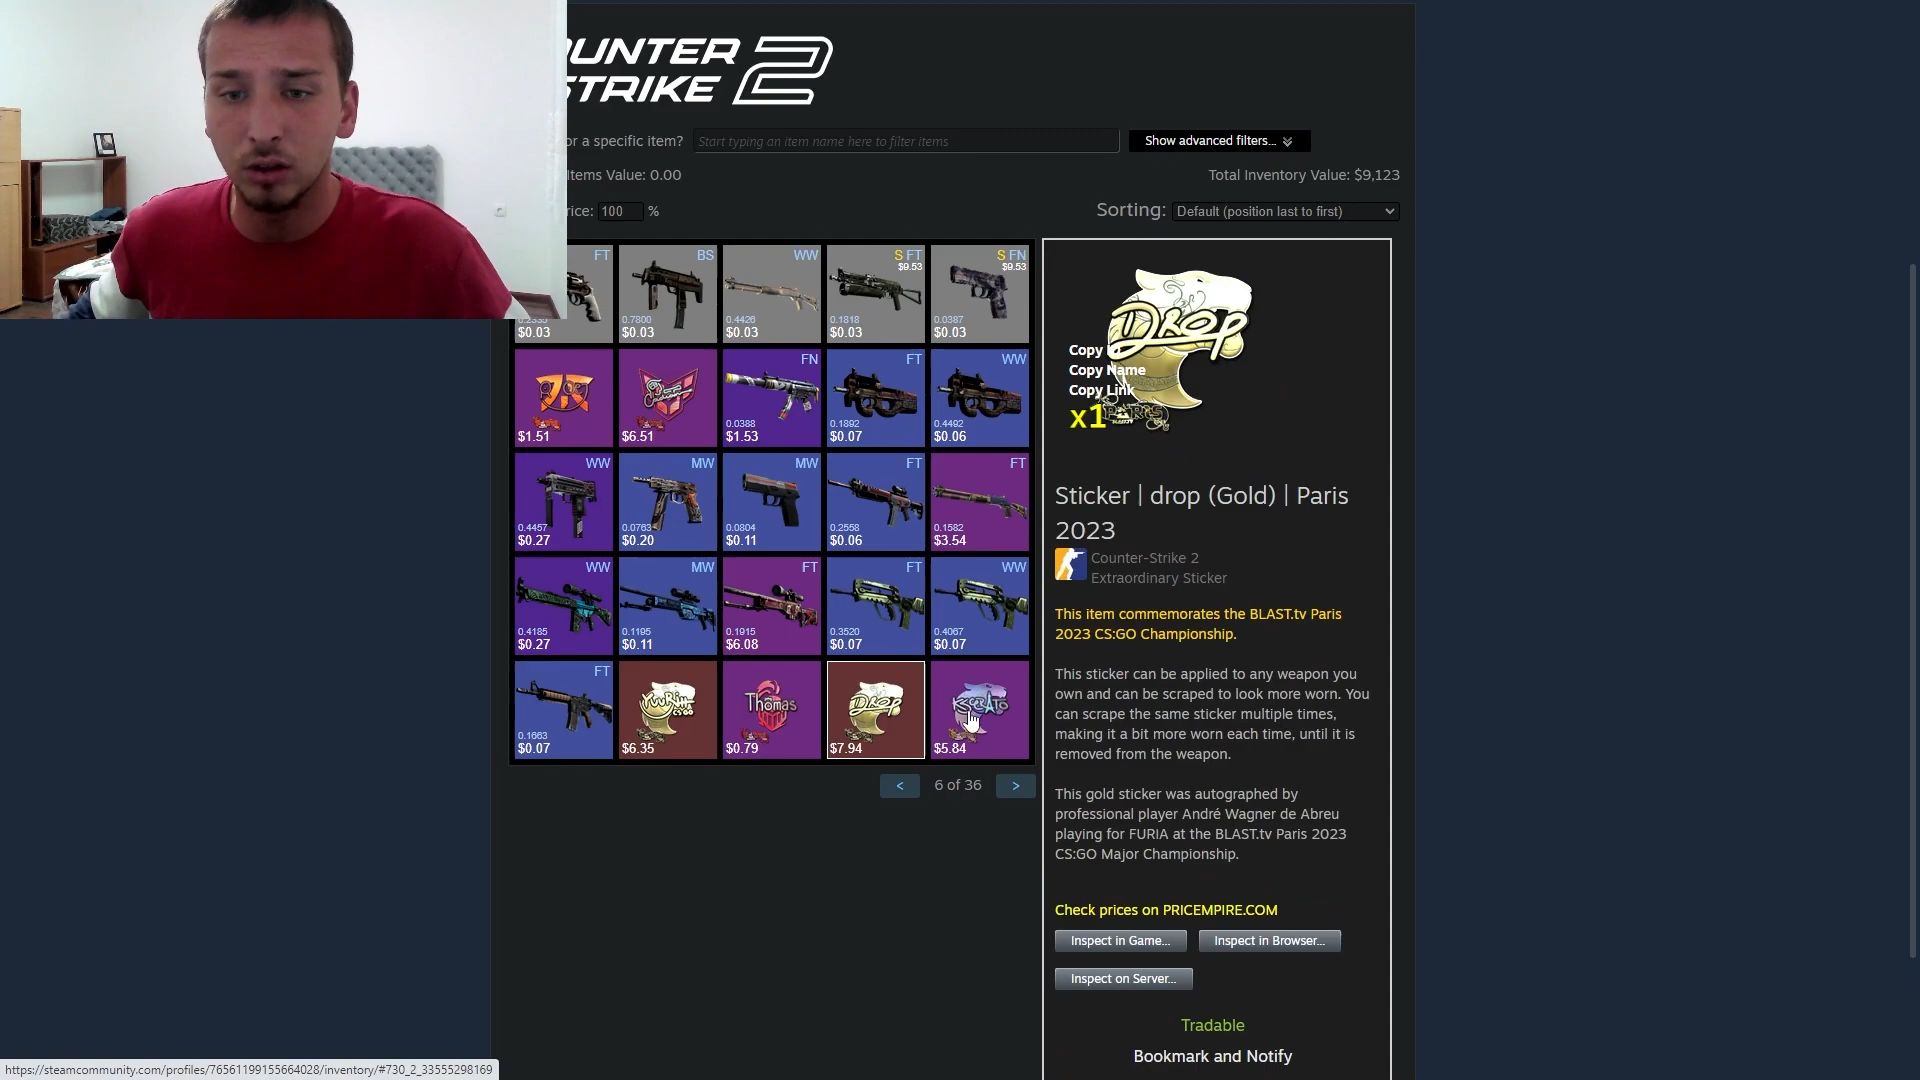 OUNTER
STRIKE 2
or a specific item?
Start typing an item name here to filter items
Show advanced filters...
Items Value: 0.00
Total Inventory Value: $9,123
rice: 100 %
Sorting: Default (position last to first)
FT
$0.03
BS
0.7800
$0.03
WW
0.4426
$0.03
S FT
$9.53
0.1818
$0.03
S FN
$9.53
0.0387
$0.03
$1.51
$6.51
FN
0.0388
$1.53
FT
0.1892
$0.07
WW
0.4492
$0.06
WW
0.4457
$0.27
MW
0.0763
$0.20
MW
0.0804
$0.11
FT
0.2558
$0.06
FT
0.1582
$3.54
WW
0.4185
$0.27
MW
0.1195
$0.11
FT
0.1915
$6.08
FT
0.3520
$0.07
WW
0.4067
$0.07
FT
0.1663
$0.07
$6.35
Thomas
$0.79
DROP
$7.94
KSCERATO
$5.84
< 6 of 36 >
DROP
PARIS
Copy
Copy Name
Copy Link
x1
Sticker | drop (Gold) | Paris
2023
Counter-Strike 2
Extraordinary Sticker
This item commemorates the BLAST.tv Paris
2023 CS:GO Championship.
This sticker can be applied to any weapon you
own and can be scraped to look more worn. You
can scrape the same sticker multiple times,
making it a bit more worn each time, until it is
removed from the weapon.
This gold sticker was autographed by
professional player André Wagner de Abreu
playing for FURIA at the BLAST.tv Paris 2023
CS:GO Major Championship.
Check prices on PRICEMPIRE.COM
Inspect in Game...
Inspect in Browser...
Inspect on Server...
Tradable
Bookmark and Notify
https://steamcommunity.com/profiles/76561199155664028/inventory/#730_2_33555298169